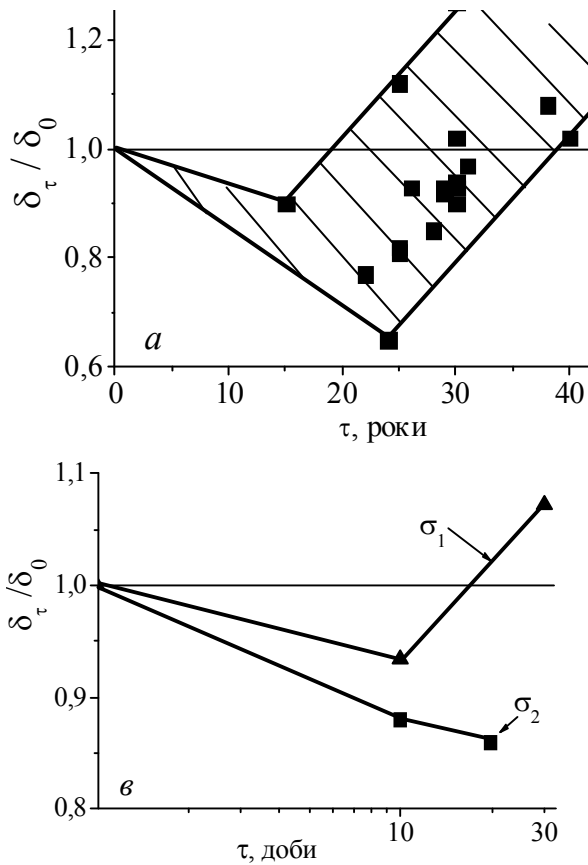 1,2
1,0
0,8
0,6
δτ / δ0
а
0 10 20 30 40
τ, роки
1,1
1,0
0,9
0,8
δτ /δ0
σ1
σ2
в
10 30
τ, доби